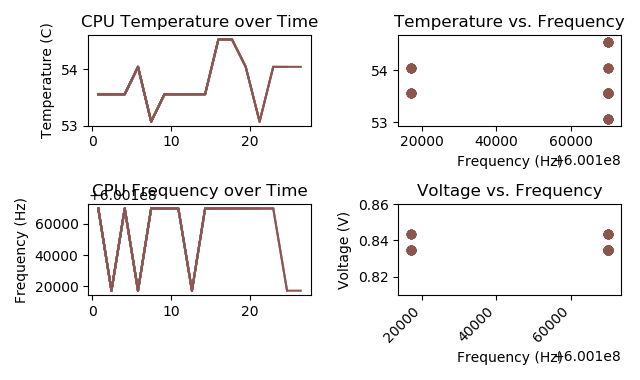 CPU Temperature over Time
Temperature (C)
54
53
0
10
20
Temperature vs. Frequency
54
53
20000
40000
60000
Frequency (Hz)
+6.001e8
CPU Frequency over Time
+6.001e8
Frequency (Hz)
60000
40000
20000
0
10
20
Voltage vs. Frequency
Voltage (V)
0.86
0.84
0.82
20000
40000
60000
Frequency (Hz)
+6.001e8